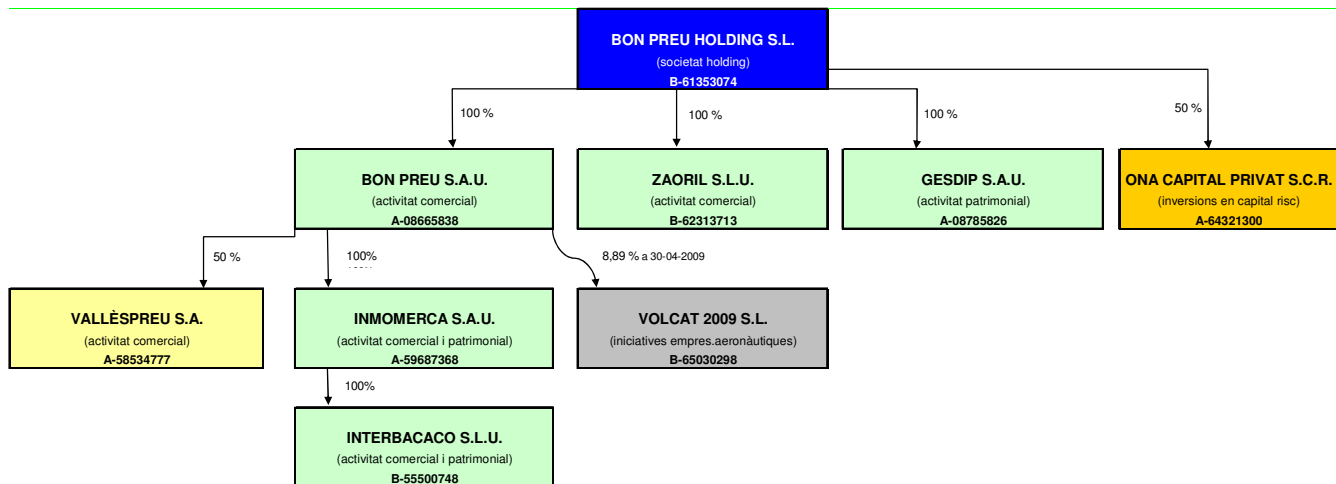 BON PREU HOLDING S.L.
(societat holding)
B-61353074
100 %
100 %
100 %
50 %
BON PREU S.A.U.
(activitat comercial)
A-08665838
ZAORIL S.L.U.
(activitat comercial)
B-62313713
GESDIP S.A.U.
(activitat patrimonial)
A-08785826
ONA CAPITAL PRIVAT S.C.R.
(inversions en capital risc)
A-64321300
50 %
100%
8,89 % a 30-04-2009
VALLÈSPREU S.A.
(activitat comercial)
A-58534777
INMOMERCA S.A.U.
(activitat comercial i patrimonial)
A-59687368
VOLCAT 2009 S.L.
(iniciatives empres.aeronàutiques)
B-65030298
100%
INTERBACACO S.L.U.
(activitat comercial i patrimonial)
B-55500748